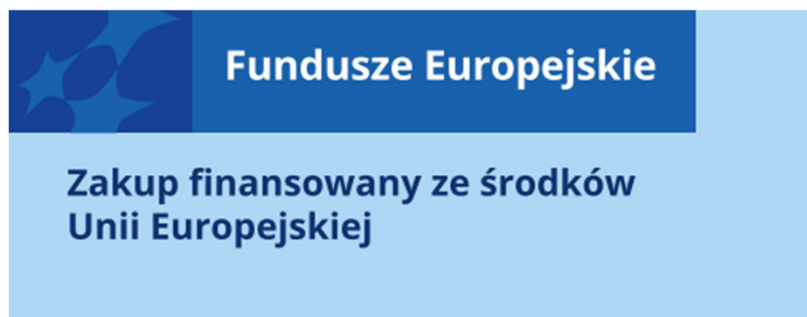 Fundusze Europejskie
Zakup finansowany ze środków
Unii Europejskiej